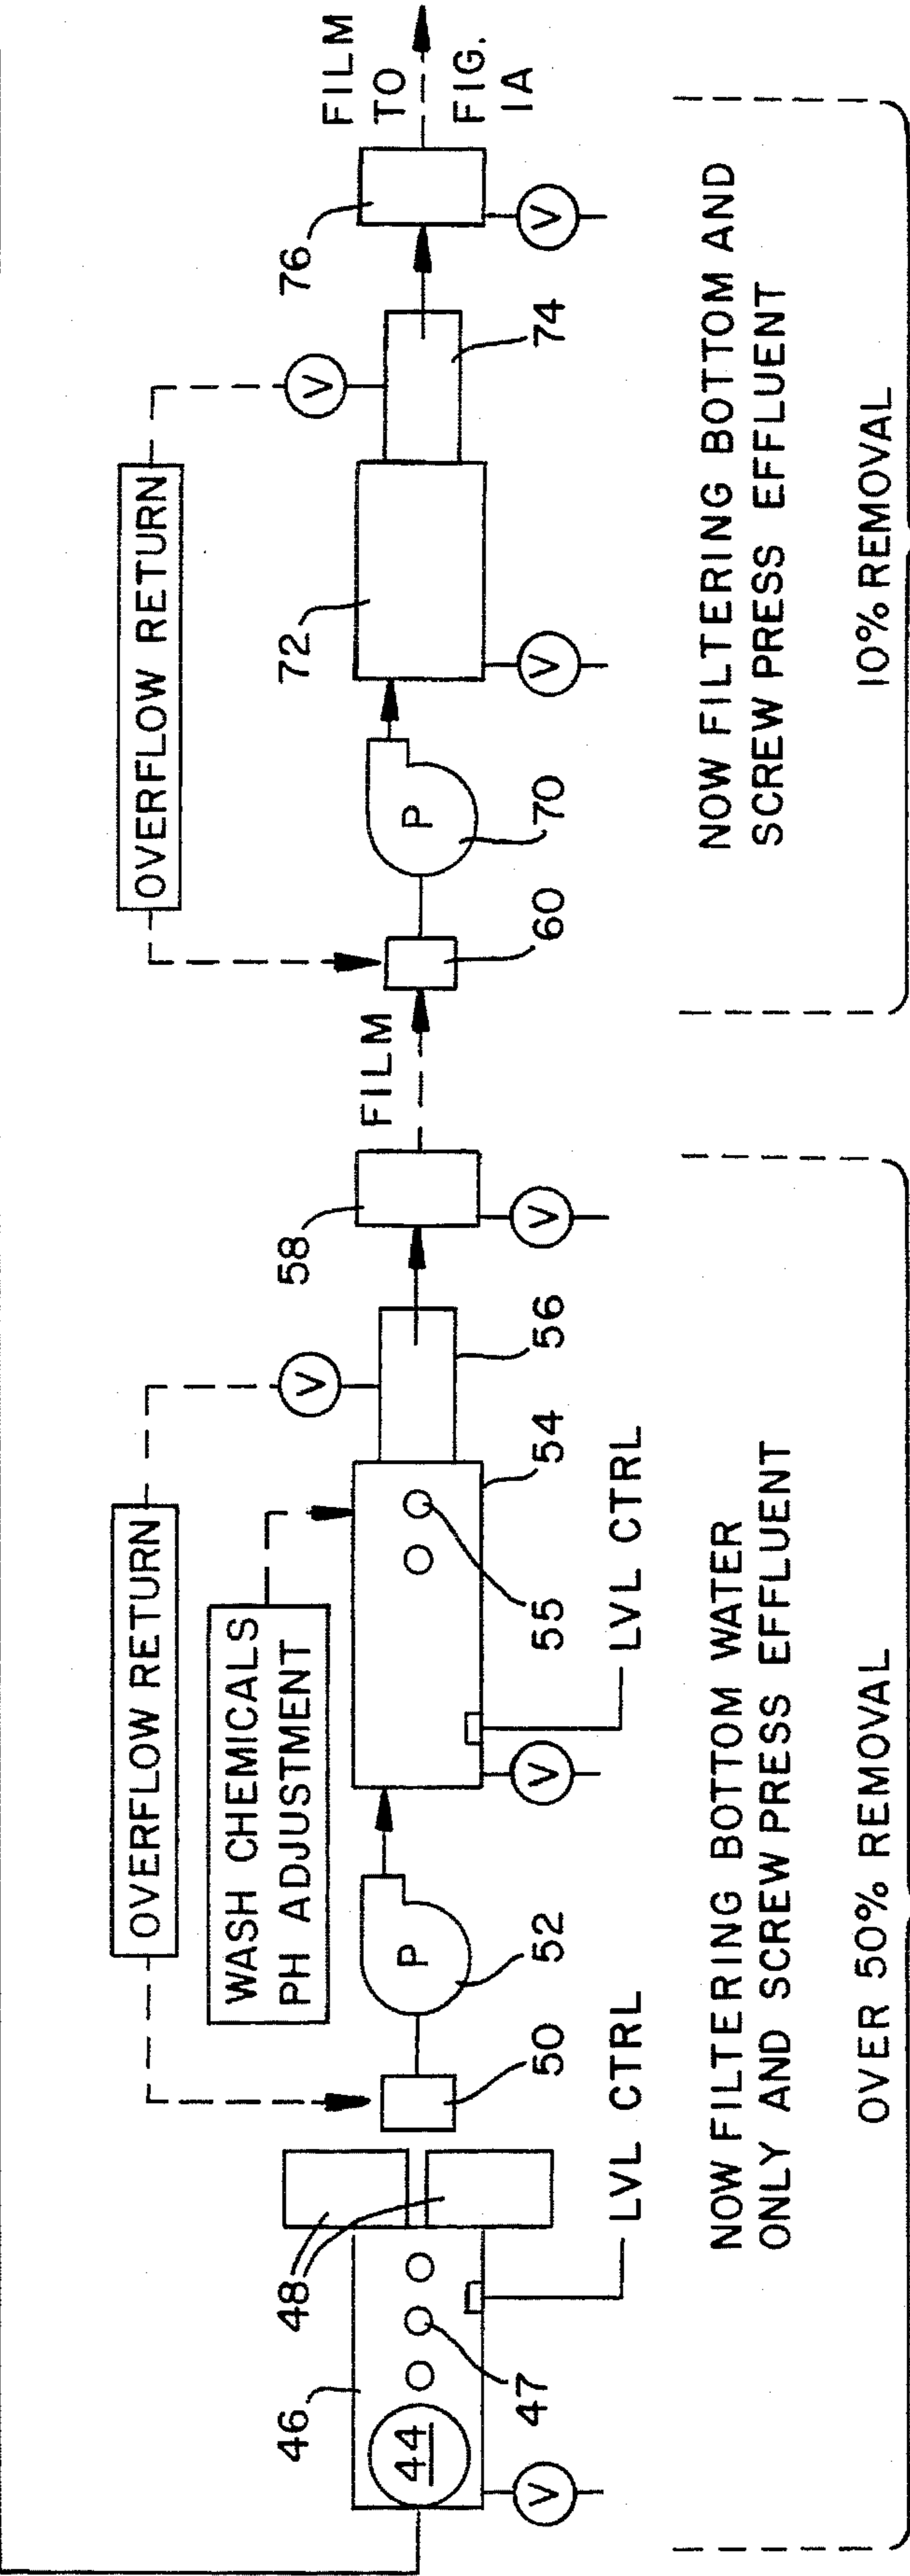 OVERFLOW RETURN
OVERFLOW RETURN
WASH CHEMICALS
PH ADJUSTMENT
FILM
TO
FIG.
1A
46
48
44
47
V
LVL CTRL
50
P
52
V
LVL CTRL
55
54
56
V
58
V
FILM
60
P
70
72
V
74
V
76
V
NOW FILTERING BOTTOM WATER
ONLY AND SCREW PRESS EFFLUENT
OVER 50% REMOVAL
NOW FILTERING BOTTOM AND
SCREW PRESS EFFLUENT
10% REMOVAL